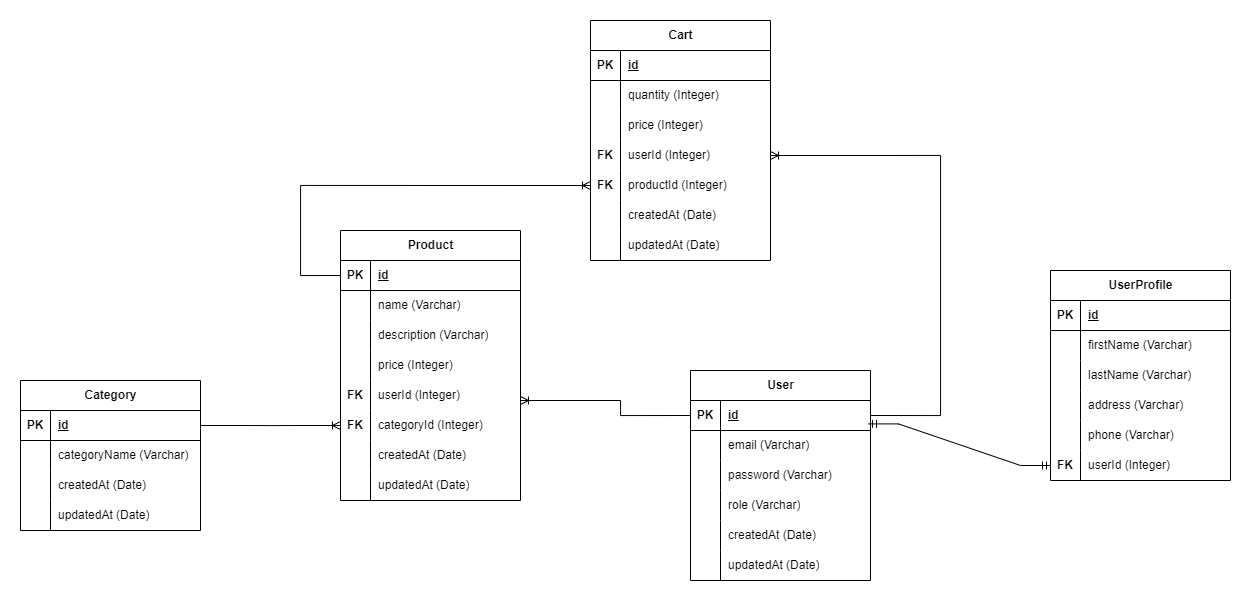 Cart
PK id
quantity (Integer)
price (Integer)
FK userId (Integer)
FK productId (Integer)
createdAt (Date)
updatedAt (Date)
Product
PK id
name (Varchar)
description (Varchar)
price (Integer)
FK userId (Integer)
FK categoryId (Integer)
createdAt (Date)
updatedAt (Date)
UserProfile
PK id
firstName (Varchar)
lastName (Varchar)
address (Varchar)
phone (Varchar)
FK userId (Integer)
Category
PK id
categoryName (Varchar)
createdAt (Date)
updatedAt (Date)
User
PK id
email (Varchar)
password (Varchar)
role (Varchar)
createdAt (Date)
updatedAt (Date)